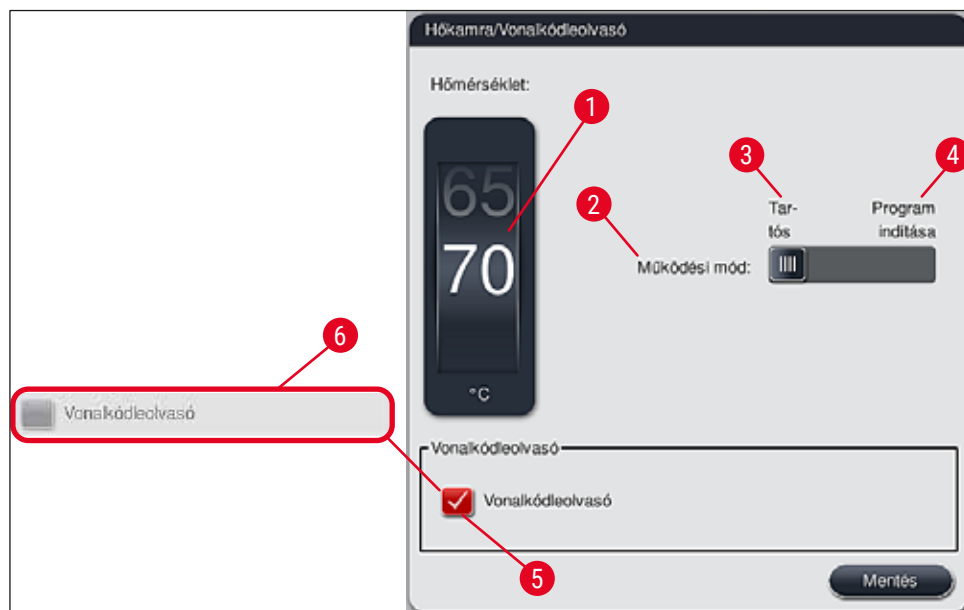 Hőkamra/Vonalkódleolvasó
Hőmérséklet:
1
3
4
65
70
°C
2
Tar-
tós
Program
indítása
Működési mód:
6
Vonalkódleolvasó
Vonalkódleolvasó
Vonalkódleolvasó
5
Mentés